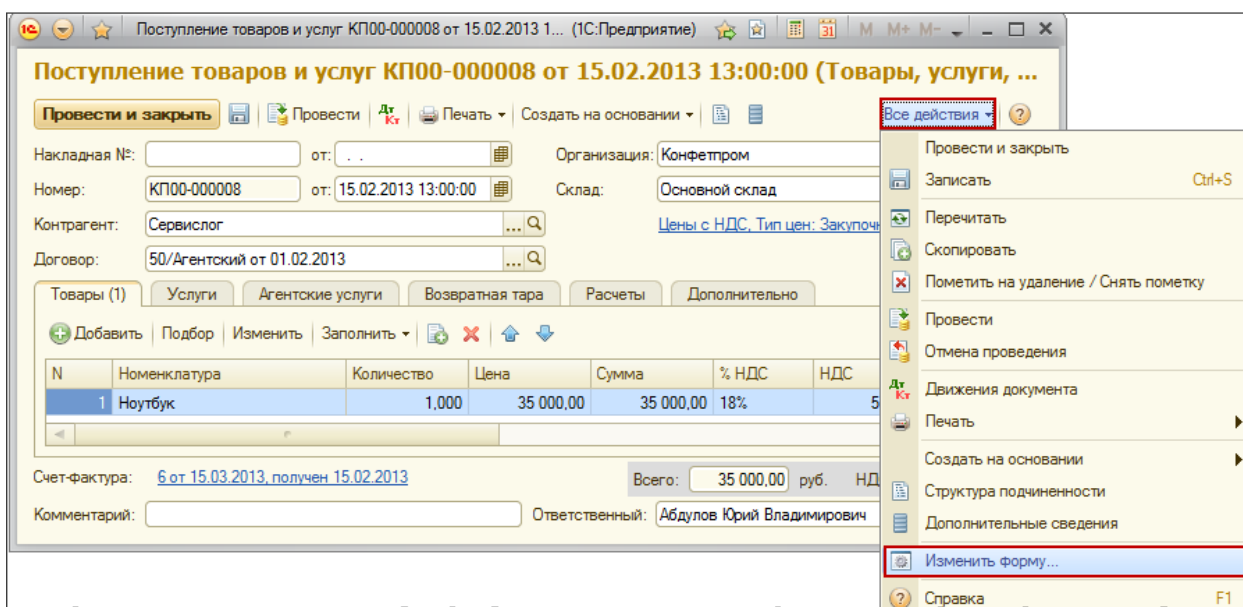 Поступление товаров и услуг КП00-000008 от 15.02.2013 1... (1С:Предприятие) M M+ M-
Поступление товаров и услуг КП00-000008 от 15.02.2013 13:00:00 (Товары, услуги, ...
Провести и закрыть Провести Дт Кт Печать Создать на основании Все действия ?
Накладная №: от: . . Организация: Конфетпром
Номер: КП00-000008 от: 15.02.2013 13:00:00 Склад: Основной склад
Контрагент: Сервислог ... Цены с НДС, Тип цен: Закупочн
Договор: 50/Агентский от 01.02.2013 ...
Товары (1) Услуги Агентские услуги Возвратная тара Расчеты Дополнительно
Добавить Подбор Изменить Заполнить
N Номенклатура Количество Цена Сумма % НДС НДС
1 Ноутбук 1,000 35 000,00 35 000,00 18% 5
Счет-фактура: 6 от 15.03.2013, получен 15.02.2013 Всего: 35 000,00 руб. НД
Комментарий: Ответственный: Абдулов Юрий Владимирович
Провести и закрыть
Записать Ctrl+S
Перечитать
Скопировать
Пометить на удаление / Снять пометку
Провести
Отмена проведения
Дт Кт Движения документа
Печать
Создать на основании
Структура подчиненности
Дополнительные сведения
Изменить форму...
? Справка F1